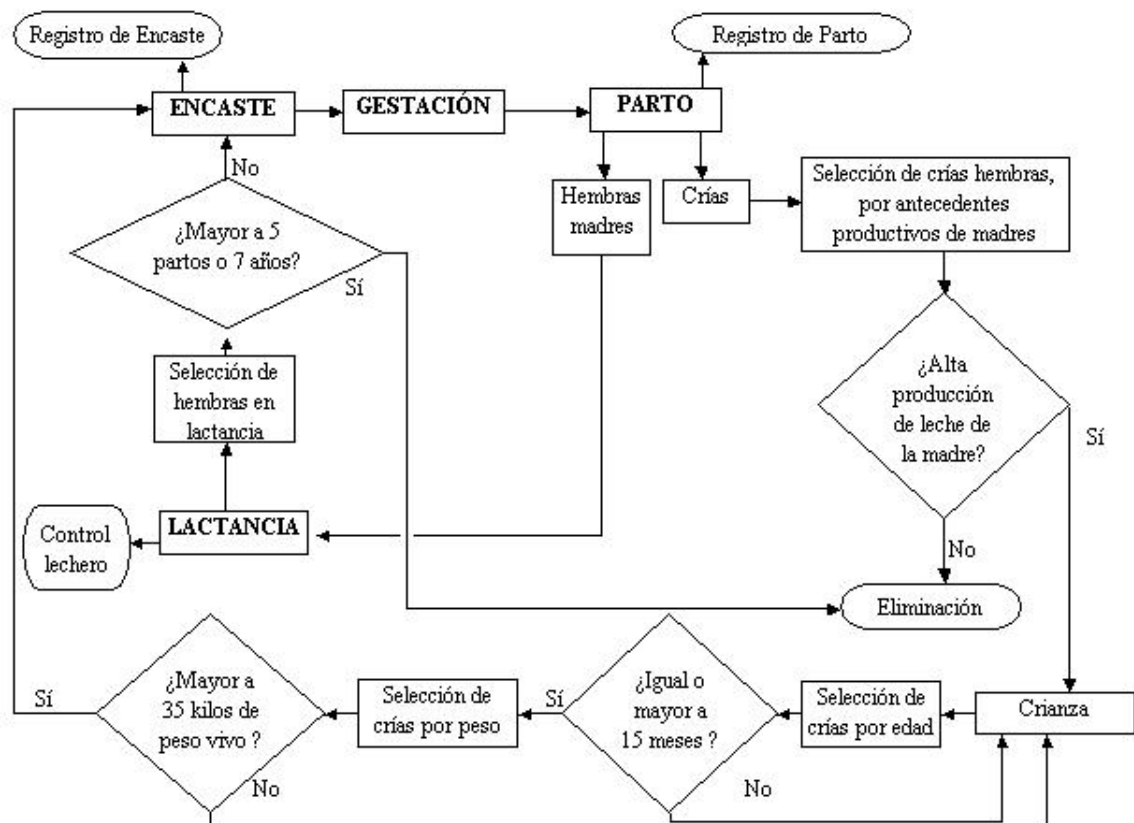 Registro de Encaste
Registro de Parto
ENCASTE
GESTACIÓN
PARTO
No
¿Mayor a 5
partos o 7 años?
Sí
Hembras
madres
Crías
Selección de crías hembras,
por antecedentes
productivos de madres
Selección de
hembras en
lactancia
¿Alta
producción
de leche de
la madre?
Sí
No
Control
lechero
LACTANCIA
Eliminación
Sí
¿Mayor a
35 kilos de
peso vivo ?
No
Selección de
crías por peso
Sí
¿Igual o
mayor a
15 meses ?
No
Selección de
crías por edad
Crianza